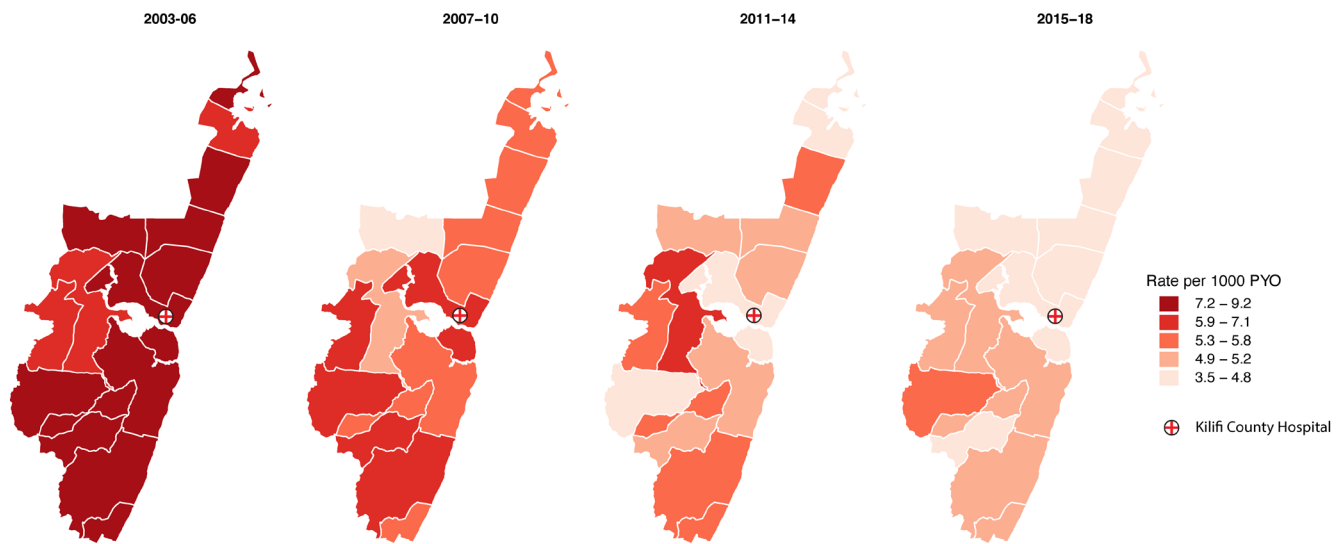 2003-06 2007–10 2011–14 2015–18
Rate per 1000 PYO
7.2 – 9.2
5.9 – 7.1
5.3 – 5.8
4.9 – 5.2
3.5 – 4.8
Kilifi County Hospital